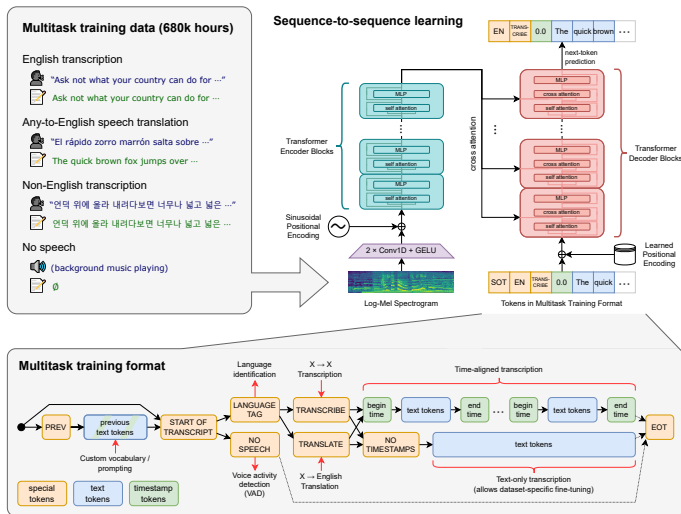 Multitask training data (680k hours)
English transcription
"Ask not what your country can do for ⋯"
Ask not what your country can do for ⋯
Any-to-English speech translation
"El rápido zorro marrón salta sobre ⋯"
The quick brown fox jumps over ⋯
Non-English transcription
"언덕 위에 올라 내려다보면 너무나 넓고 넓은 ⋯"
언덕 위에 올라 내려다보면 너무나 넓고 넓은 ⋯
No speech
(background music playing)
Ø
Sequence-to-sequence learning
EN TRANS-CRIBE 0.0 The quick brown ⋯
next-token
prediction
MLP
self attention
⋮
MLP
self attention
MLP
self attention
Transformer
Encoder Blocks
Sinusoidal
Positional
Encoding
2 × Conv1D + GELU
Log-Mel Spectrogram
cross attention
MLP
cross attention
self attention
⋮
MLP
cross attention
self attention
MLP
cross attention
self attention
Transformer
Decoder Blocks
Learned
Positional
Encoding
SOT EN TRANS-CRIBE 0.0 The quick ⋯
Tokens in Multitask Training Format
Multitask training format
Language
identification
X → X
Transcription
Time-aligned transcription
PREV
previous
text tokens
START OF
TRANSCRIPT
LANGUAGE
TAG
TRANSCRIBE
begin
time
text tokens
end
time
⋯
begin
time
text tokens
end
time
EOT
NO
SPEECH
TRANSLATE
NO
TIMESTAMPS
text tokens
Custom vocabulary /
prompting
Voice activity
detection
(VAD)
X → English
Translation
Text-only transcription
(allows dataset-specific fine-tuning)
special
tokens
text
tokens
timestamp
tokens